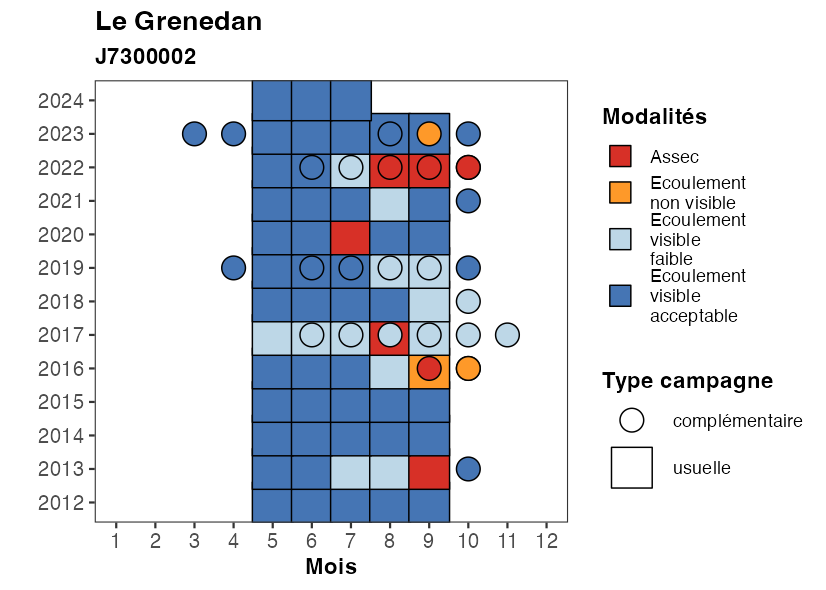 Le Grenedan
J7300002
2024
2023
2022
2021
2020
2019
2018
2017
2016
2015
2014
2013
2012
1 2 3 4 5 6 7 8 9 10 11 12
Mois
Modalités
Assec
Ecoulement
non visible
Ecoulement
visible
faible
Ecoulement
visible
acceptable
Type campagne
complémentaire
usuelle